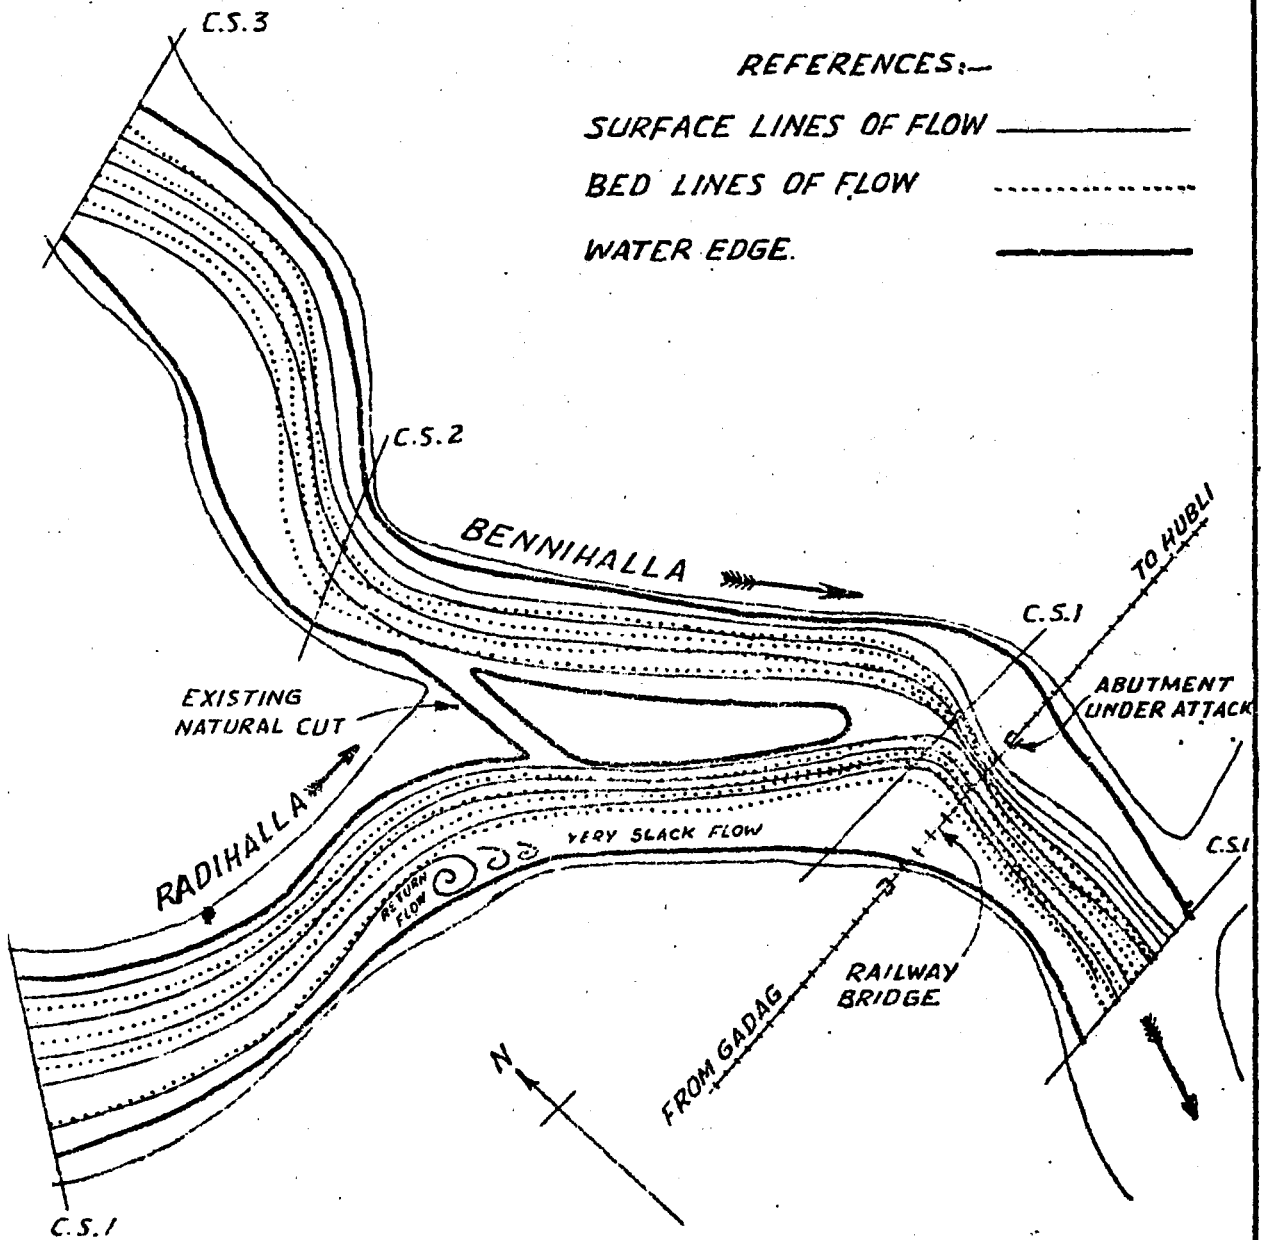 C.S.3
REFERENCES:—
SURFACE LINES OF FLOW
BED LINES OF FLOW
WATER EDGE.
C.S.2
BENNIHALLA
TO HUBLI
C.S.1
ABUTMENT
UNDER ATTACK
EXISTING
NATURAL CUT
RADIHALLA
VERY SLACK FLOW
RETURN
FLOW
C.S.1
RAILWAY
BRIDGE
FROM GADAG
N
C.S.1